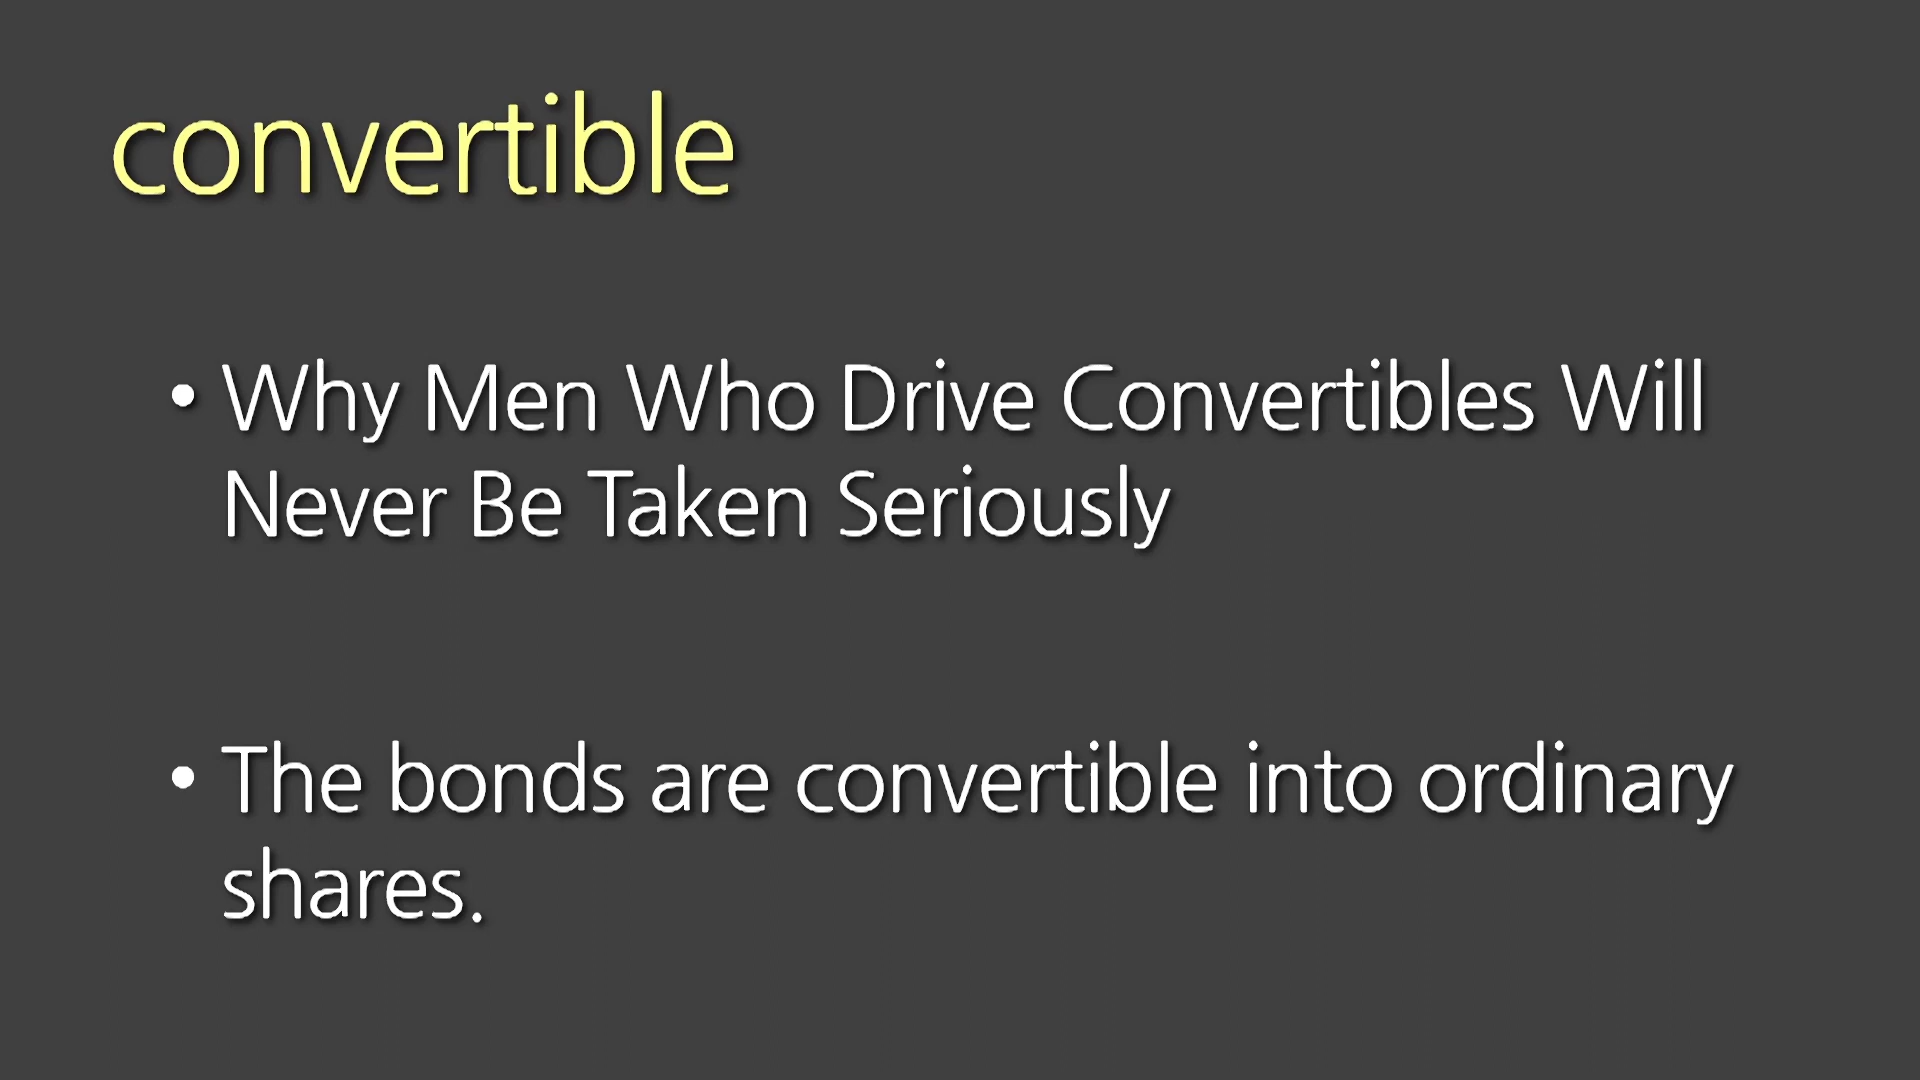 convertible
• Why Men Who Drive Convertibles Will
Never Be Taken Seriously
• The bonds are convertible into ordinary
shares.